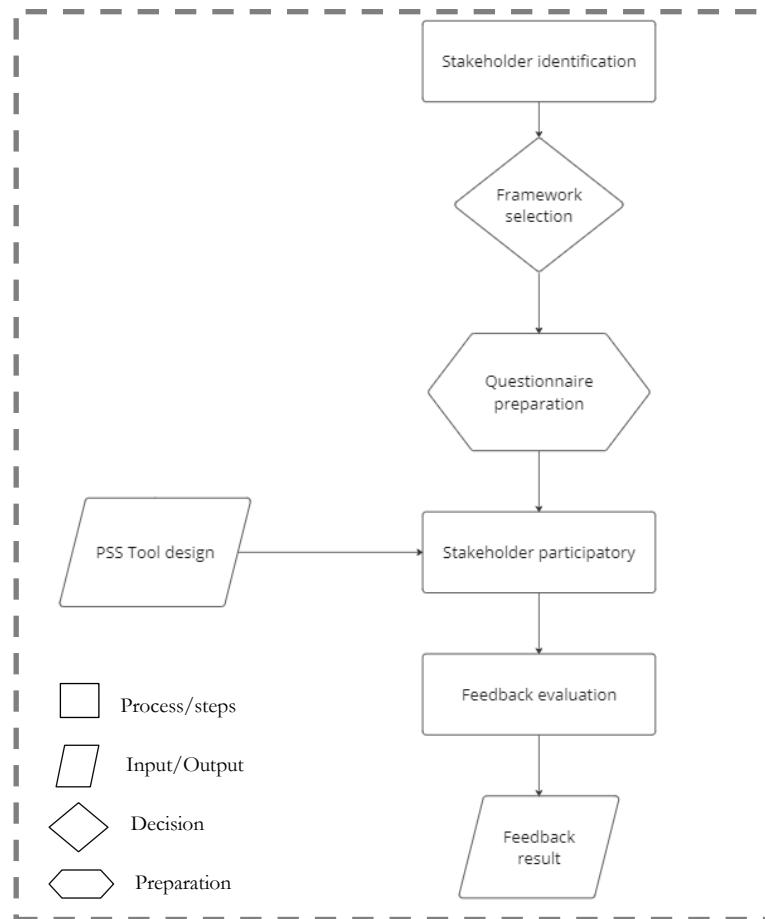 Stakeholder identification
Framework
selection
Questionnaire
preparation
PSS Tool design
Stakeholder participatory
Feedback evaluation
Feedback
result
Process/steps
Input/Output
Decision
Preparation